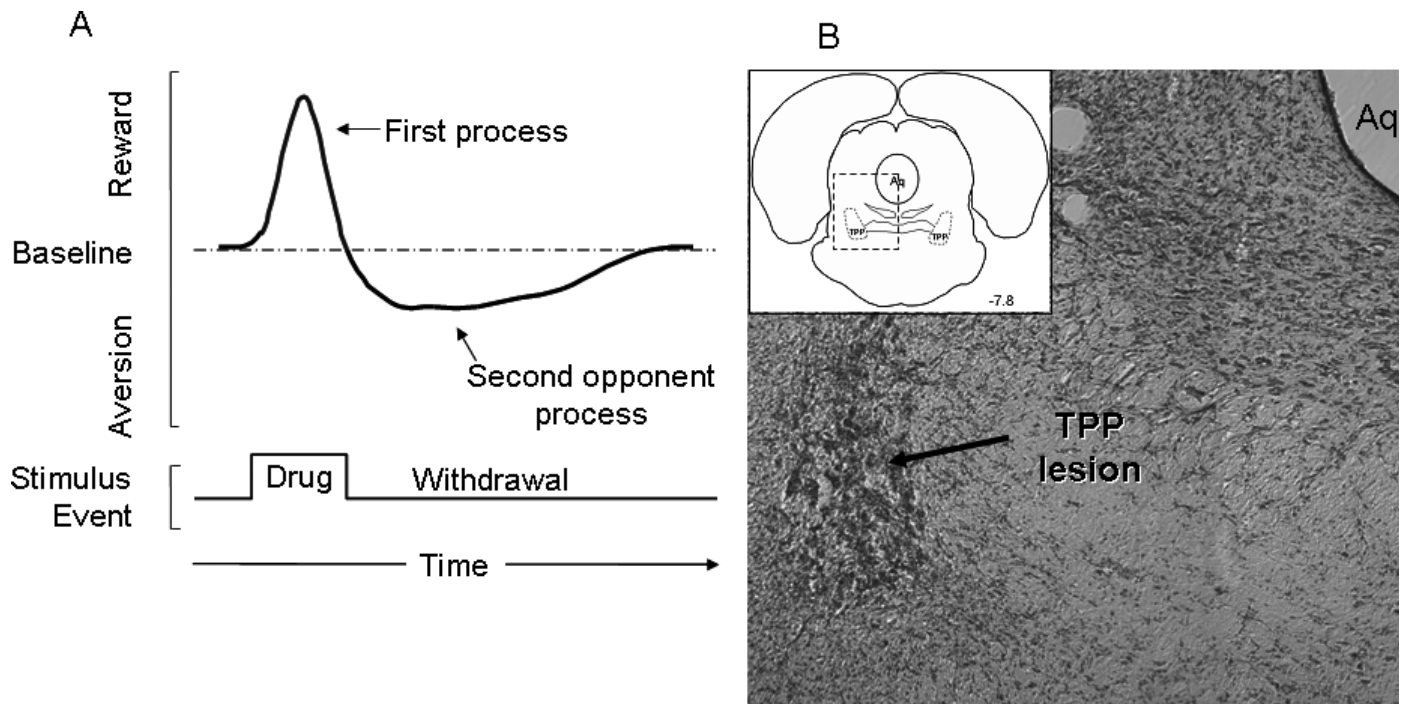 A
Reward
First process
Baseline
Aversion
Second opponent
process
Stimulus
Event
Drug
Withdrawal
Time
B
Aq
TPP
TPP
-7.8
Aq
TPP
lesion